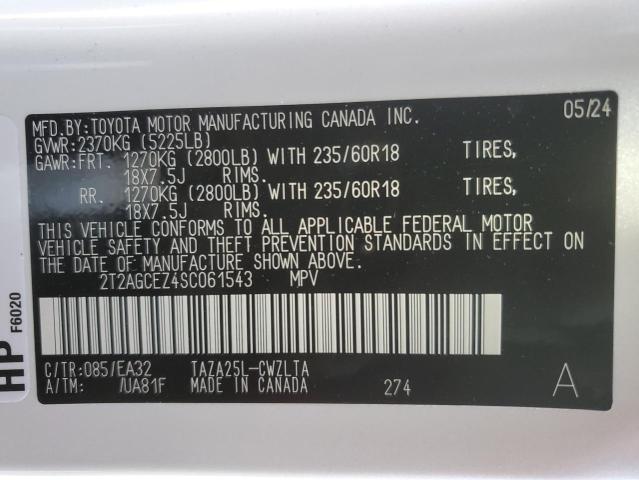 MFD.BY:TOYOTA MOTOR MANUFACTURING CANADA INC. 05/24
GVWR:2370KG (5225LB)
GAWR:FRT. 1270KG (2800LB) WITH 235/60R18 TIRES,
18X7.5J RIMS.
RR. 1270KG (2800LB) WITH 235/60R18 TIRES,
18X7.5J RIMS.
THIS VEHICLE CONFORMS TO ALL APPLICABLE FEDERAL MOTOR
VEHICLE SAFETY AND THEFT PREVENTION STANDARDS IN EFFECT ON
THE DATE OF MANUFACTURE SHOWN ABOVE.
2T2AGCEZ4SC061543 MPV
C/TR:085/EA32 TAZA25L-CWZLTA
A/TM: /UA81F MADE IN CANADA 274 A
HP F6020